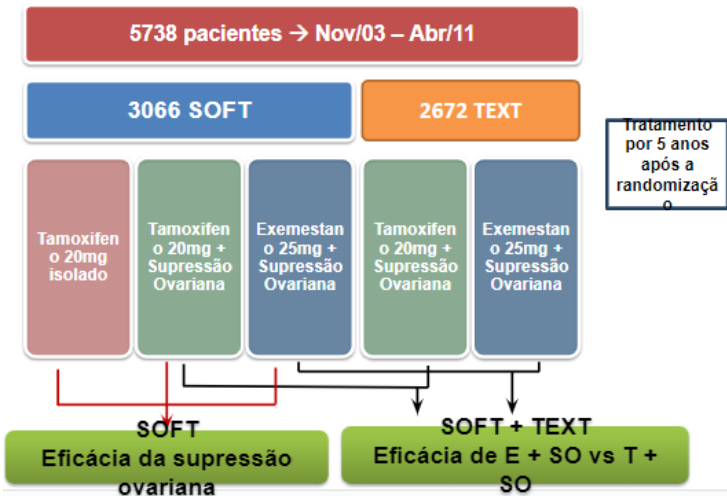 5738 pacientes → Nov/03 – Abr/11
3066 SOFT
2672 TEXT
Tratamento
por 5 anos
após a
randomizaçã
o
Tamoxifen
o 20mg
isolado
Tamoxifen
o 20mg +
Supressão
Ovariana
Exemestan
o 25mg +
Supressão
Ovariana
Tamoxifen
o 20mg +
Supressão
Ovariana
Exemestan
o 25mg +
Supressão
Ovariana
SOFT
Eficácia da supressão
ovariana
SOFT + TEXT
Eficácia de E + SO vs T +
SO